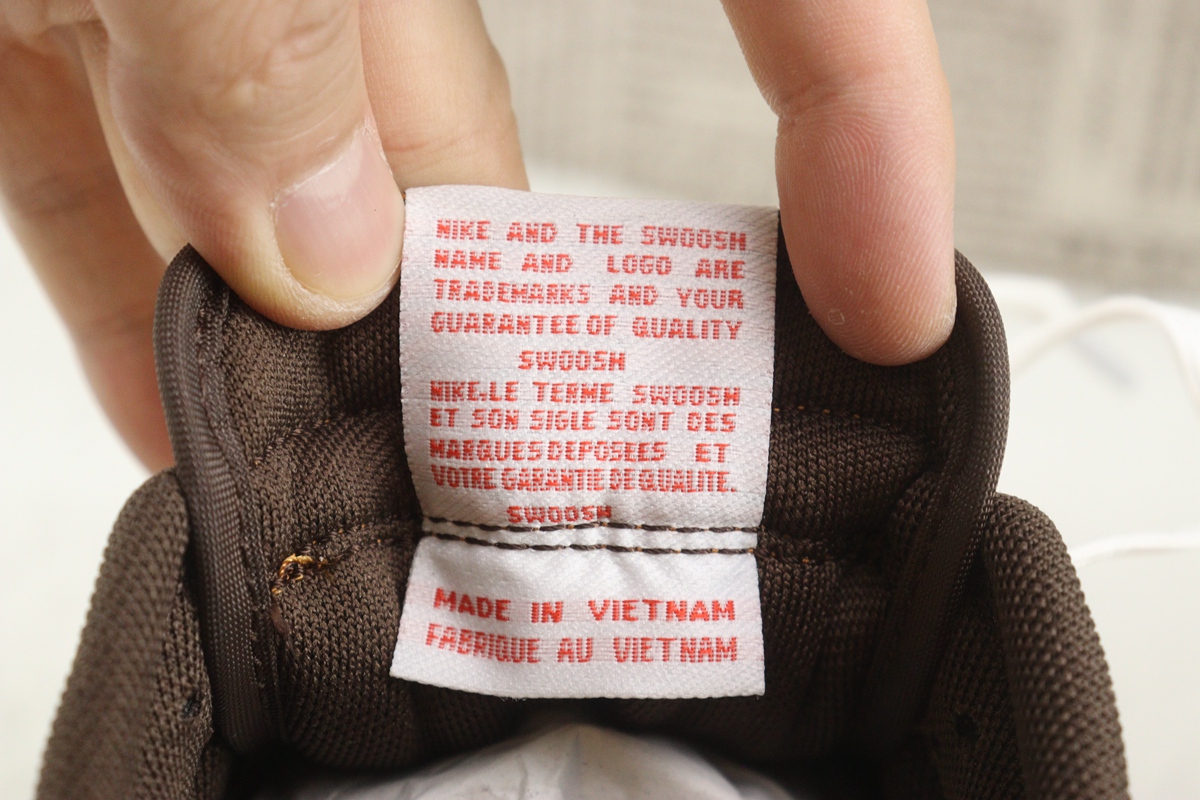 NIKE AND THE SWOOSH
NAME AND LOGO ARE
TRADEMARKS AND YOUR
GUARANTEE OF QUALITY
SWOOSH
NIKE.LE TERME SWOOSH
ET SON SIGLE SONT DES
MARQUES DEPOSEES ET
VOTRE GARANTIE DE QUALITE.
SWOOSH
MADE IN VIETNAM
FABRIQUE AU VIETNAM